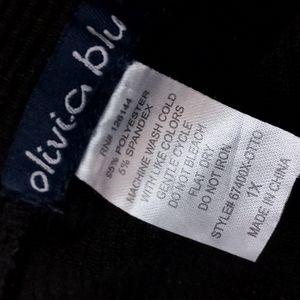 olivia blu
RN# 126144
95% POLYESTER
5% SPANDEX
MACHINE WASH COLD
WITH LIKE COLORS
GENTLE CYCLE
DO NOT BLEACH
FLAT DRY
DO NOT IRON
STYLE# 67400X-OTTO
1X
MADE IN CHINA